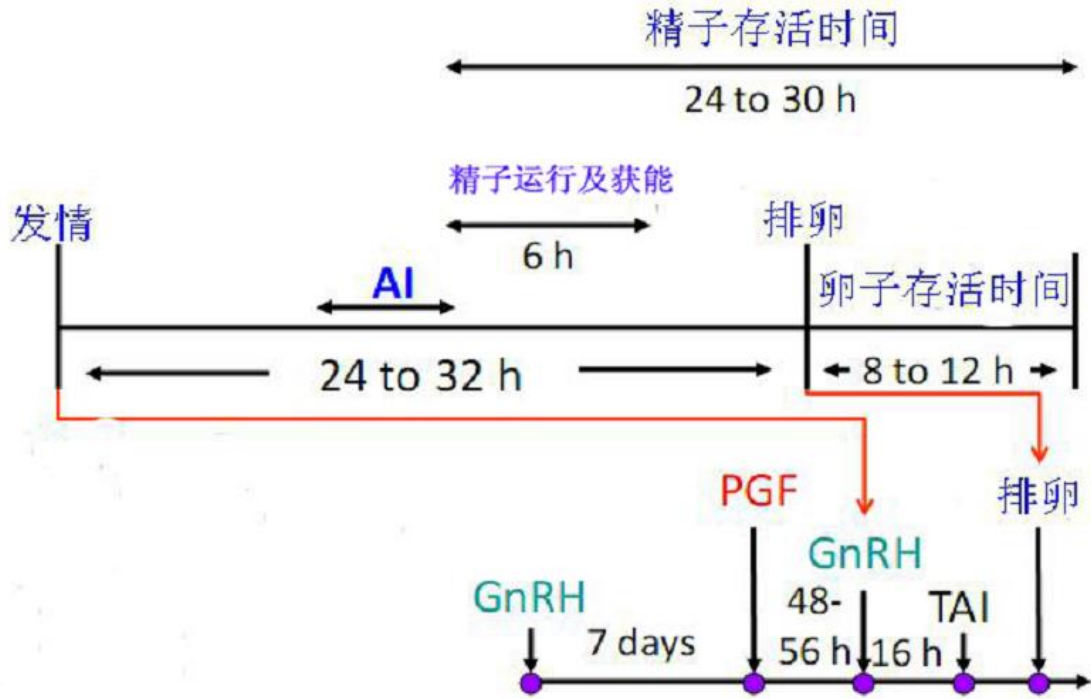 精子存活时间
24 to 30 h
精子运行及获能
6 h
发情
排卵
AI
卵子存活时间
24 to 32 h
8 to 12 h
PGF
排卵
GnRH
GnRH
7 days
48-
56 h
16 h
TAI